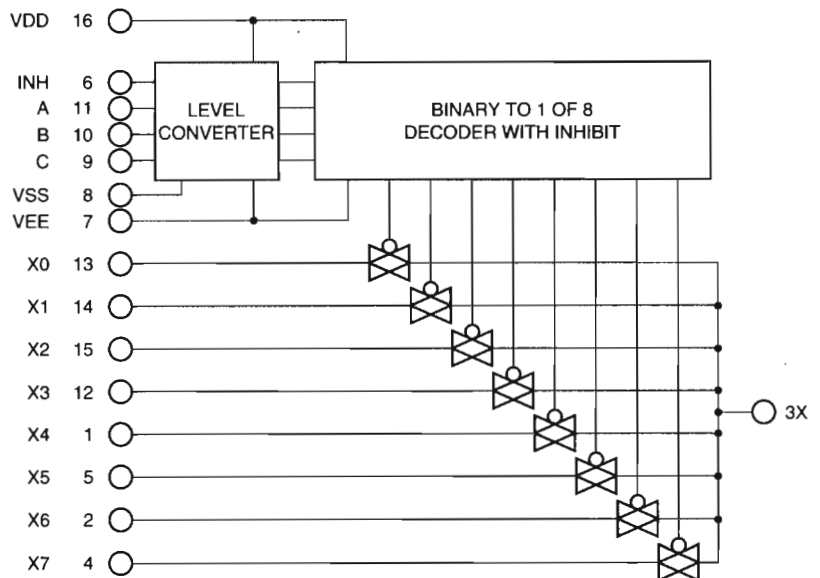 VDD 16
INH 6
A 11
B 10
C 9
VSS 8
VEE 7
LEVEL
CONVERTER
BINARY TO 1 OF 8
DECODER WITH INHIBIT
X0 13
X1 14
X2 15
X3 12
X4 1
X5 5
X6 2
X7 4
3X